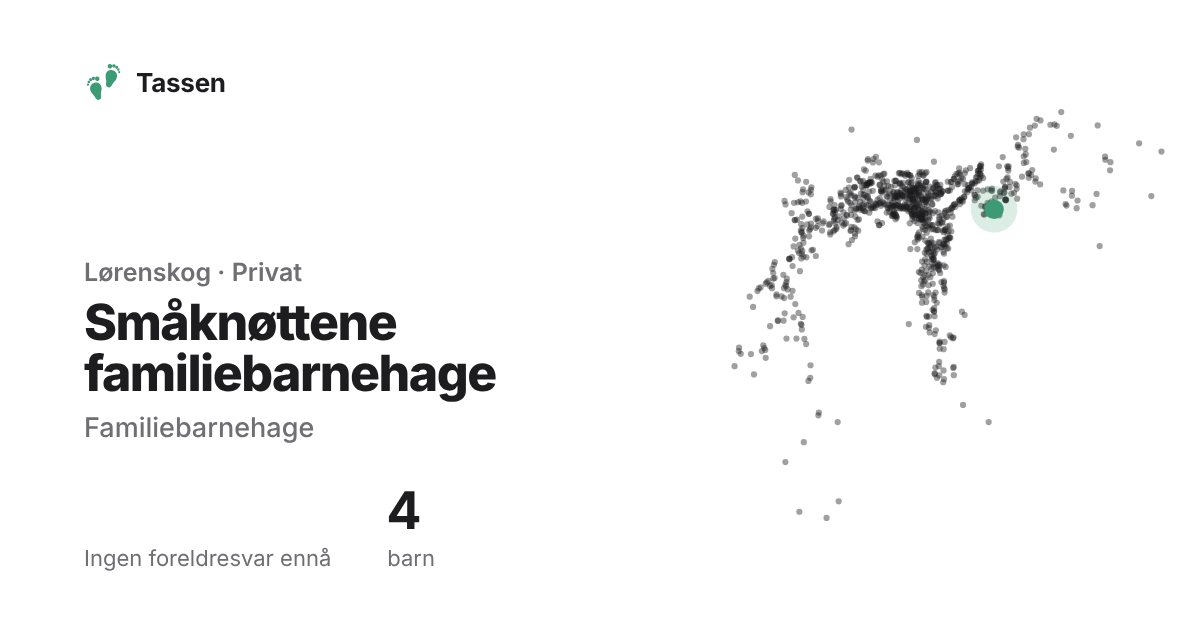 Tassen
Lørenskog · Privat
Småknøttene
familiebarnehage
Familiebarnehage
4
Ingen foreldresvar ennå
barn